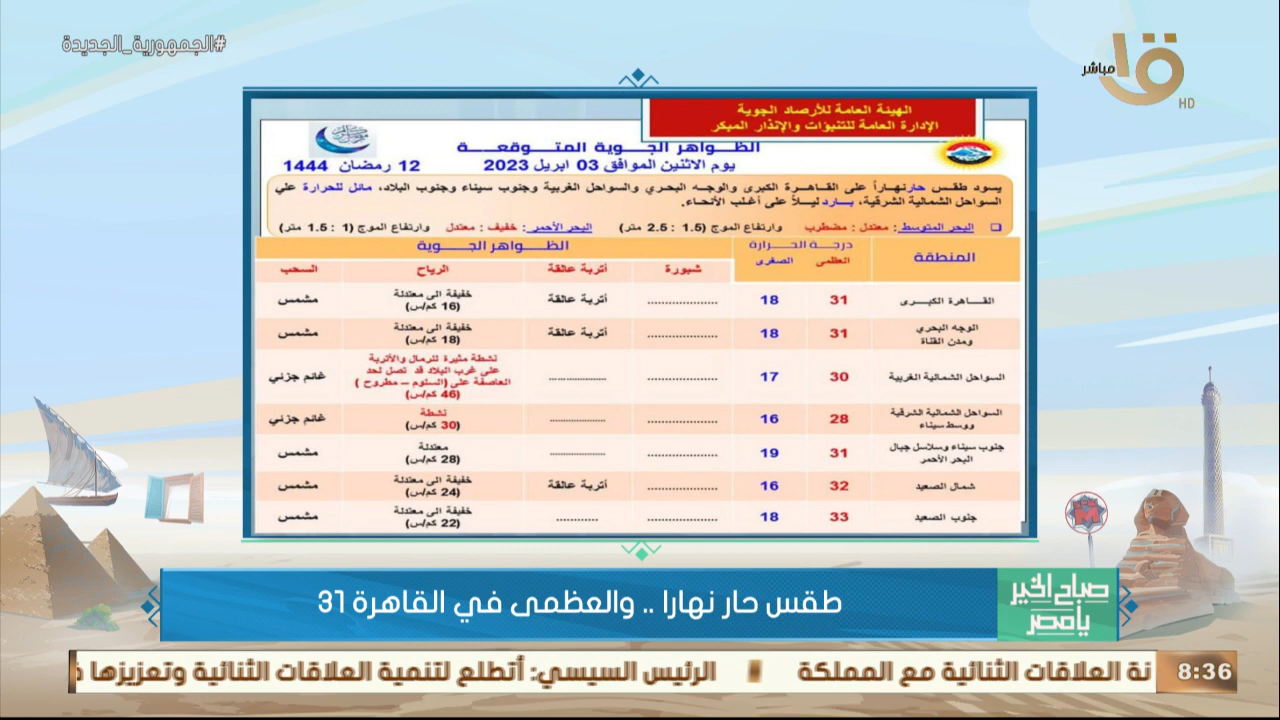 #الجمهورية_الجديدة
مباشر
HD
الهيئة العامة للأرصاد الجوية
الإدارة العامة للتنبؤات والإنذار المبكر
الظـــواهر الجـــوية المتـــوقعـــــة
يوم الاثنين الموافق 03 ابريل 2023
12 رمضان 1444
يسود طقس حار نهاراً على القاهرة الكبرى والوجه البحري والسواحل الغربية وجنوب سيناء وجنوب البلاد، مائل للحرارة علي
السواحل الشمالية الشرقية، بارد ليلاً على أغلب الأنحاء.
البحر المتوسط : معتدل : مضطرب وارتفاع الموج (1.5 : 2.5 متر) البحر الأحمر : خفيف : معتدل وارتفاع الموج (1 : 1.5 متر)
المنطقة درجـــة الحـــرارة الظـــواهر الجـــوية
العظمى الصغرى شبورة أتربة عالقة الرياح السحب
القـــاهرة الكبـــرى 31 18 ................... أتربة عالقة خفيفة الى معتدلة (16 كم/س) مشمس
الوجه البحري ومدن القناة 31 18 ................... أتربة عالقة خفيفة الى معتدلة (18 كم/س) مشمس
السواحل الشمالية الغربية 30 17 ................... ................... نشطة مثيرة للرمال والأتربة على غرب البلاد قد تصل لحد العاصفة على (السلوم – مطروح ) (46 كم/س) غائم جزئي
السواحل الشمالية الشرقية ووسط سيناء 28 16 ................... ................... نشطة (30 كم/س) غائم جزئي
جنوب سيناء وسلاسل جبال البحر الأحمر 31 19 ................... ................... معتدلة (28 كم/س) مشمس
شمال الصعيد 32 16 ................... أتربة عالقة خفيفة الى معتدلة (24 كم/س) مشمس
جنوب الصعيد 33 18 ................... ............ خفيفة الى معتدلة (22 كم/س) مشمس
صباح الخير
يا مصر
طقس حار نهارا .. والعظمى في القاهرة 31
8:36
نة العلاقات الثنائية مع المملكة الرئيس السيسي: أتطلع لتنمية العلاقات الثنائية وتعزيزها